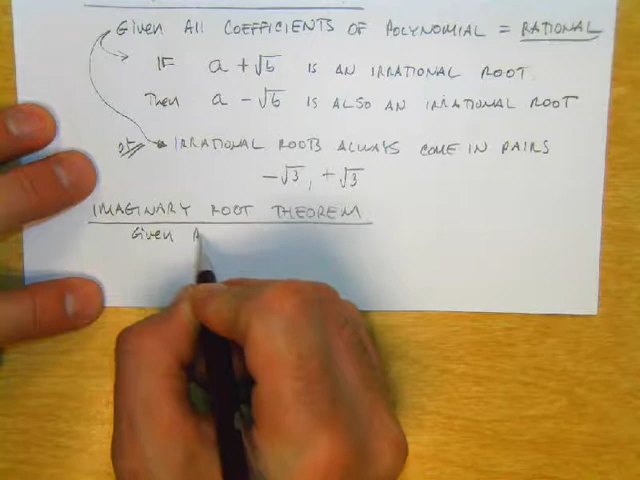 GIVEN ALL COEFFICIENTS OF POLYNOMIAL = RATIONAL
IF a + √b IS AN IRRATIONAL ROOT
THEN a - √b IS ALSO AN IRRATIONAL ROOT
IRRATIONAL ROOTS ALWAYS COME IN PAIRS
-√3, +√3
IMAGINARY ROOT THEOREM
Given A